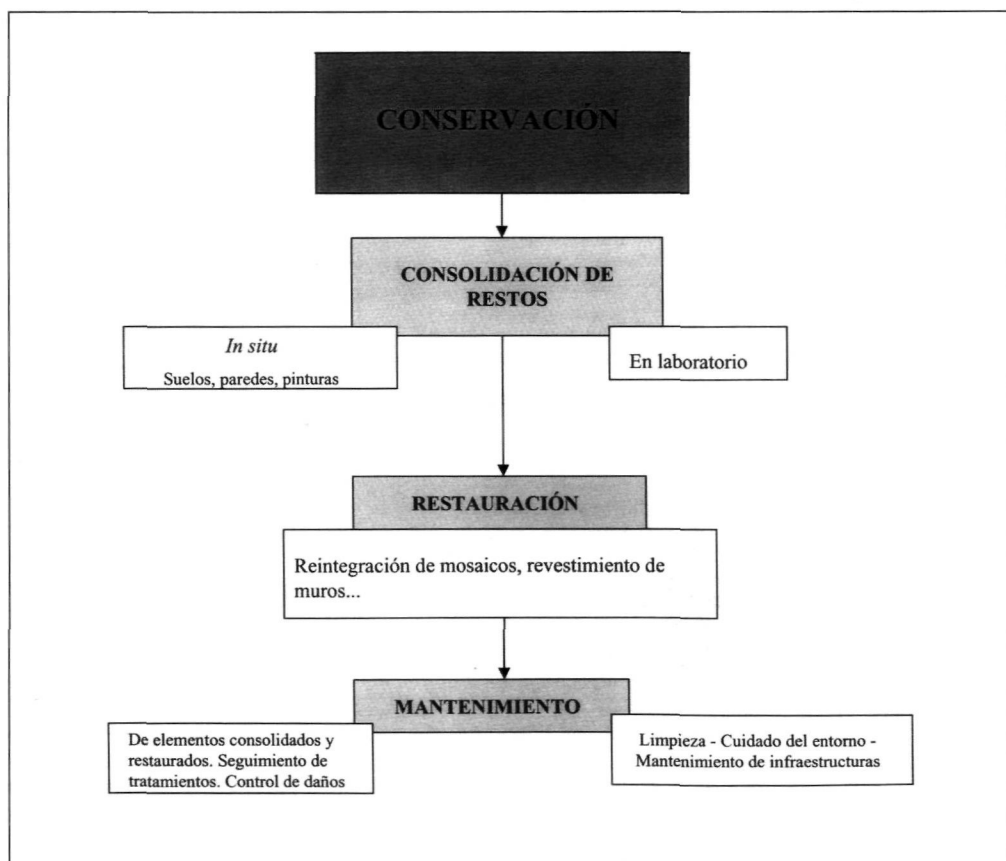 CONSERVACIÓN
CONSOLIDACIÓN DE
RESTOS
In situ
Suelos, paredes, pinturas
En laboratorio
RESTAURACIÓN
Reintegración de mosaicos, revestimiento de
muros...
MANTENIMIENTO
De elementos consolidados y
restaurados. Seguimiento de
tratamientos. Control de daños
Limpieza - Cuidado del entorno -
Mantenimiento de infraestructuras